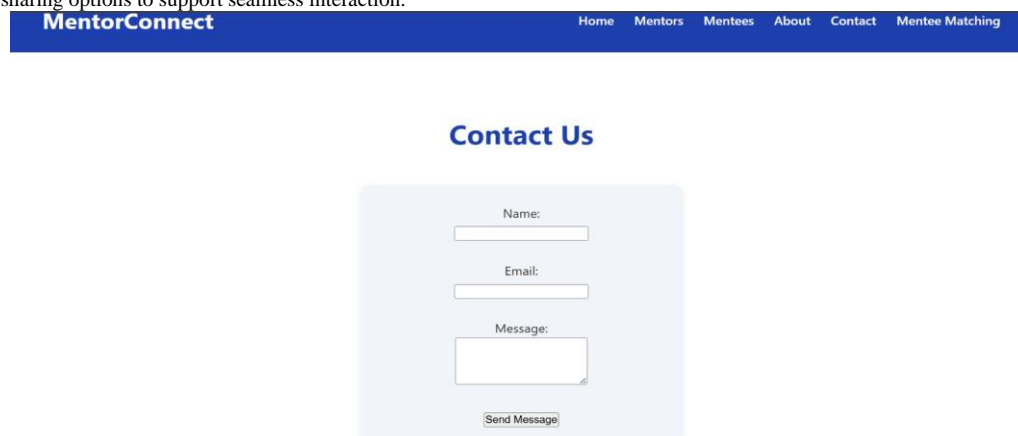 sharing options to support seamless interaction.
MentorConnect Home Mentors Mentees About Contact Mentee Matching
Contact Us
Name:
Email:
Message:
Send Message